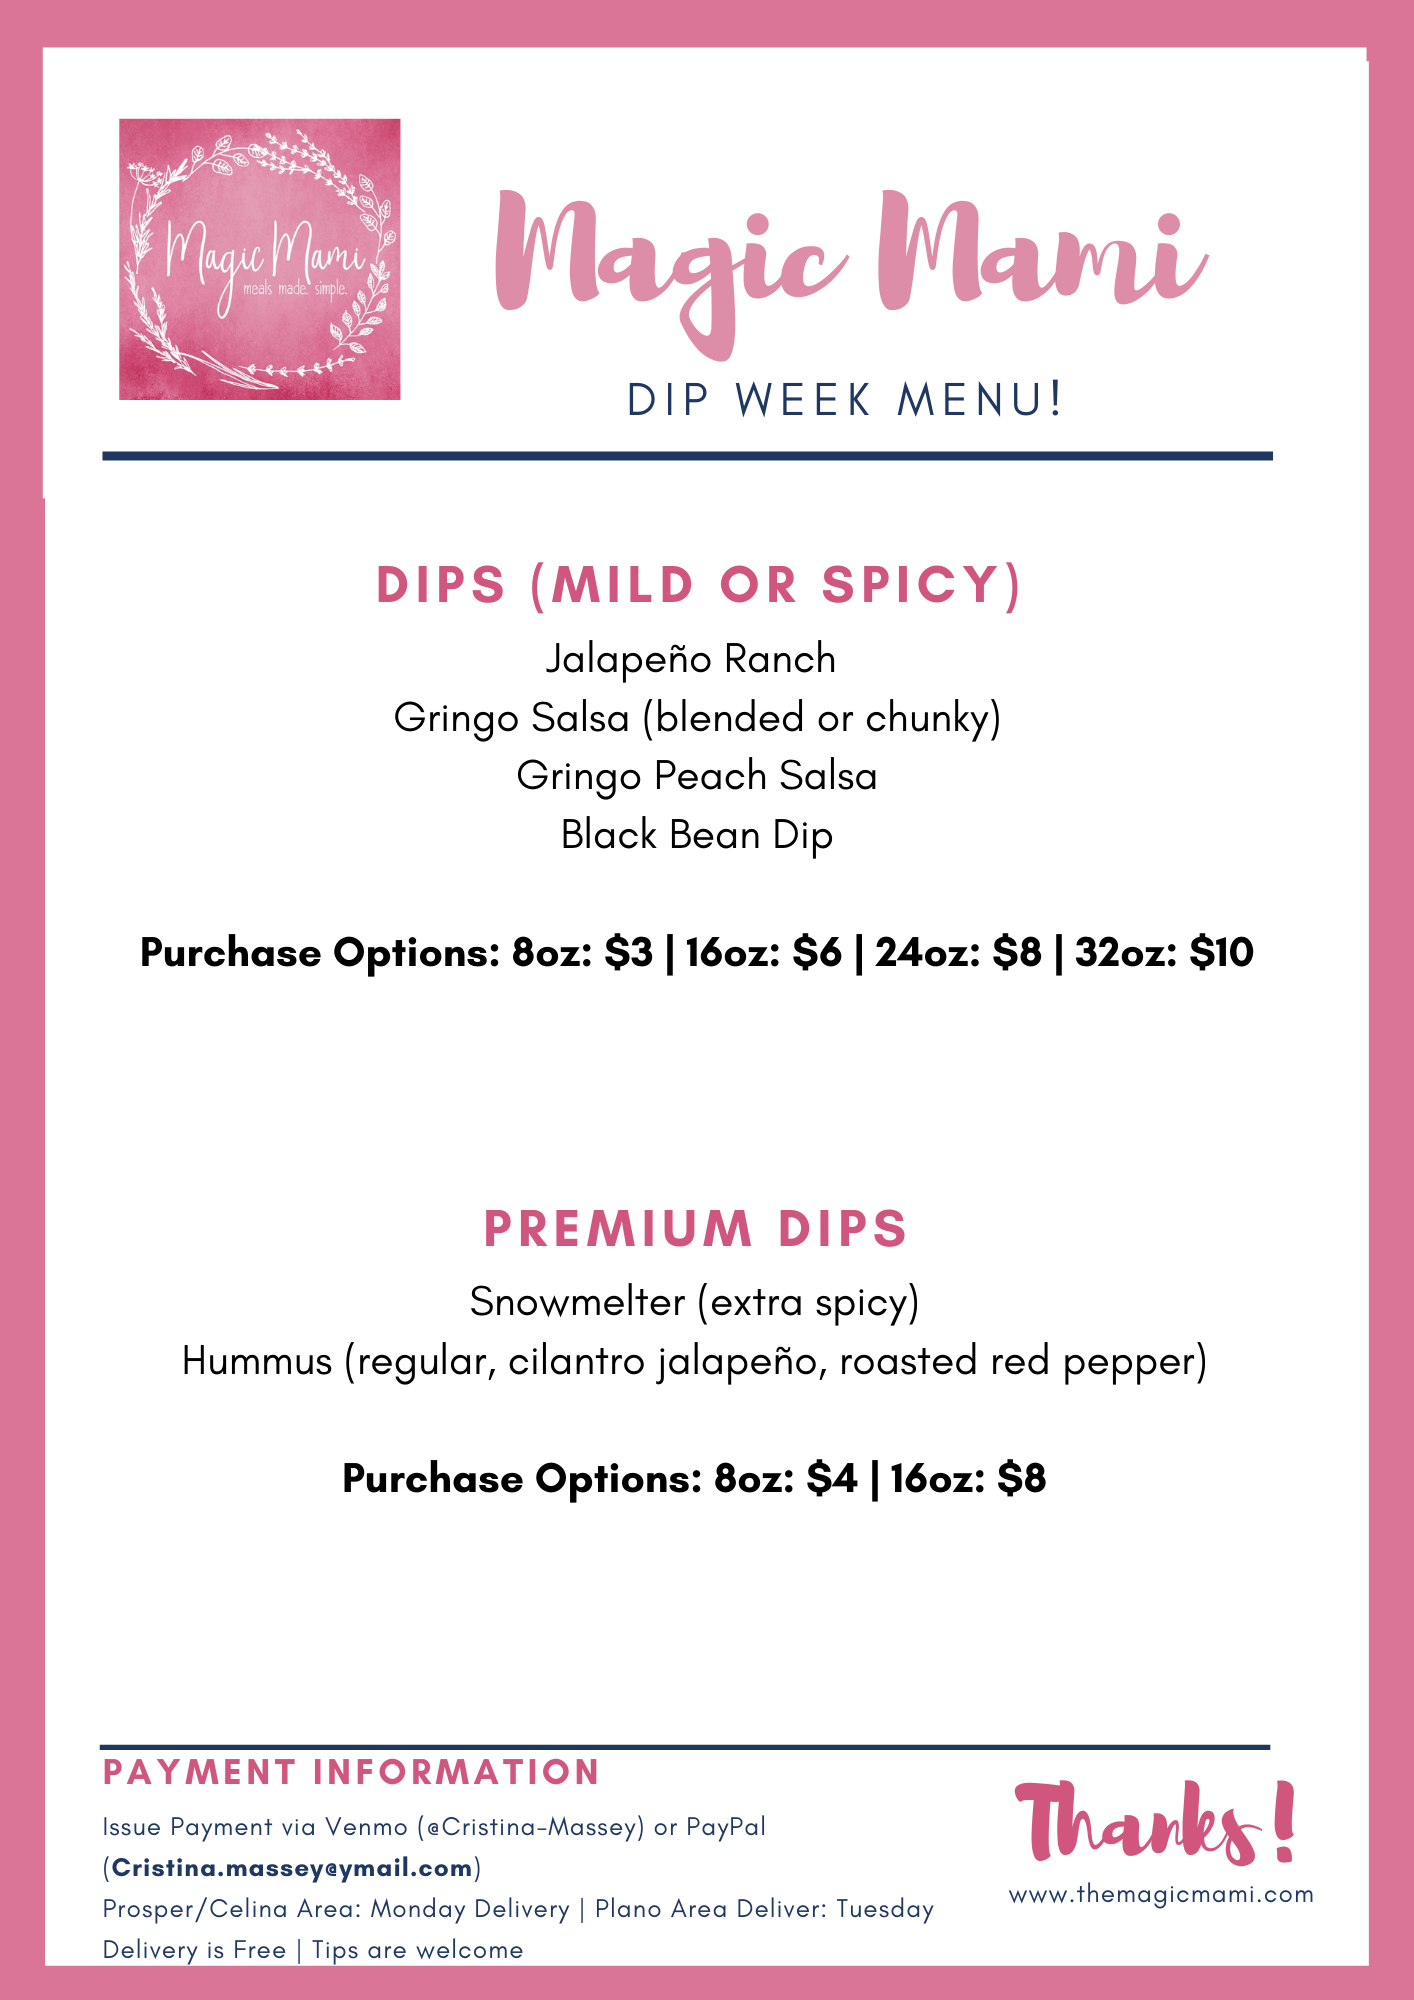 Magic Mami
meals made. simple.
Magic Mami
DIP WEEK MENU!
DIPS (MILD OR SPICY)
Jalapeño Ranch
Gringo Salsa (blended or chunky)
Gringo Peach Salsa
Black Bean Dip
Purchase Options: 8oz: $3 | 16oz: $6 | 24oz: $8 | 32oz: $10
PREMIUM DIPS
Snowmelter (extra spicy)
Hummus (regular, cilantro jalapeño, roasted red pepper)
Purchase Options: 8oz: $4 | 16oz: $8
PAYMENT INFORMATION
Issue Payment via Venmo (@Cristina-Massey) or PayPal
(Cristina.massey@ymail.com)
Prosper/Celina Area: Monday Delivery | Plano Area Deliver: Tuesday
Delivery is Free | Tips are welcome
Thanks!
www.themagicmami.com